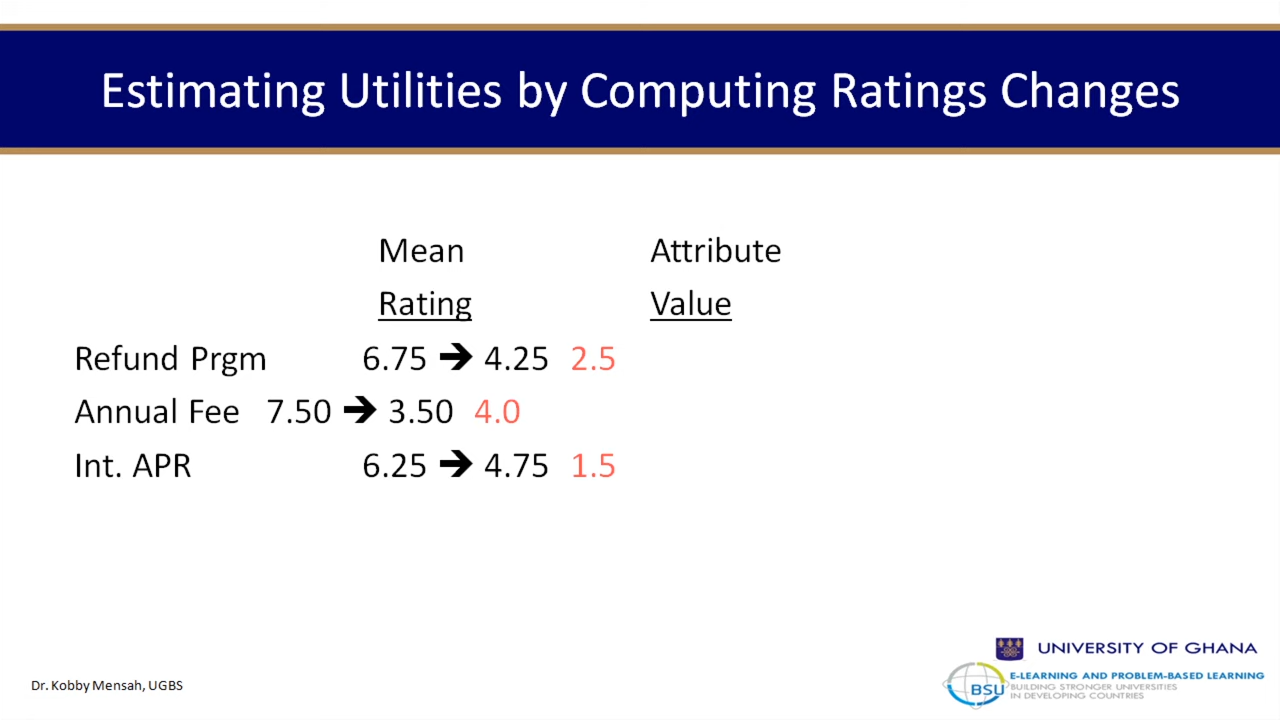 Estimating Utilities by Computing Ratings Changes
Mean Attribute
Rating Value
Refund Prgm 6.75 → 4.25 2.5
Annual Fee 7.50 → 3.50 4.0
Int. APR 6.25 → 4.75 1.5
UNIVERSITY OF GHANA
E-LEARNING AND PROBLEM-BASED LEARNING
BSU BUILDING STRONGER UNIVERSITIES
IN DEVELOPING COUNTRIES
Dr. Kobby Mensah, UGBS